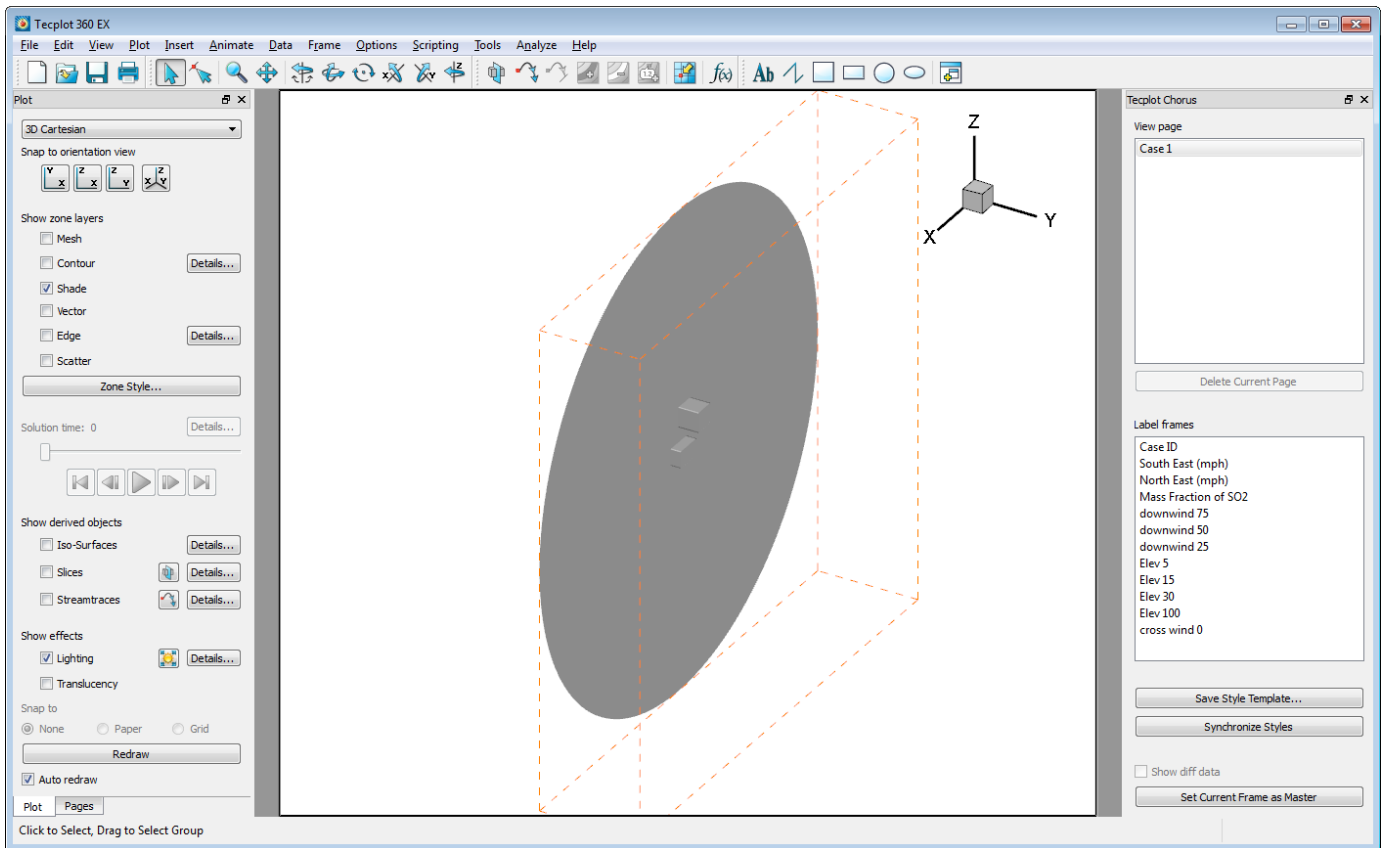 Tecplot 360 EX
File Edit View Plot Insert Animate Data Frame Options Scripting Tools Analyze Help
Plot
3D Cartesian
Snap to orientation view
Y X Z X Z Y Z X Y
Show zone layers
Mesh
Contour Details...
Shade
Vector
Edge Details...
Scatter
Zone Style...
Solution time: 0 Details...
Show derived objects
Iso-Surfaces Details...
Slices Details...
Streamtraces Details...
Show effects
Lighting Details...
Translucency
Snap to
None Paper Grid
Redraw
Auto redraw
Plot Pages
Click to Select, Drag to Select Group
Z
Y
X
Tecplot Chorus
View page
Case 1
Delete Current Page
Label frames
Case ID
South East (mph)
North East (mph)
Mass Fraction of SO2
downwind 75
downwind 50
downwind 25
Elev 5
Elev 15
Elev 30
Elev 100
cross wind 0
Save Style Template...
Synchronize Styles
Show diff data
Set Current Frame as Master